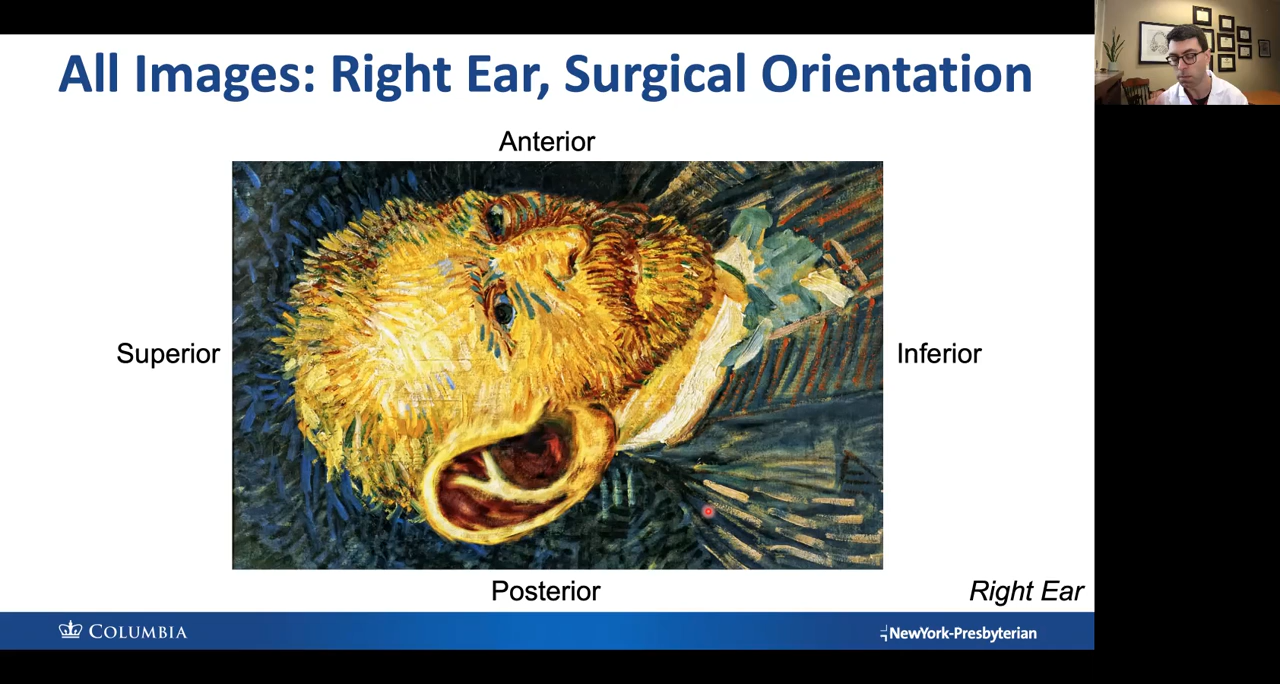 All Images: Right Ear, Surgical Orientation
Anterior
Superior
Inferior
Posterior
Right Ear
COLUMBIA
NewYork-Presbyterian